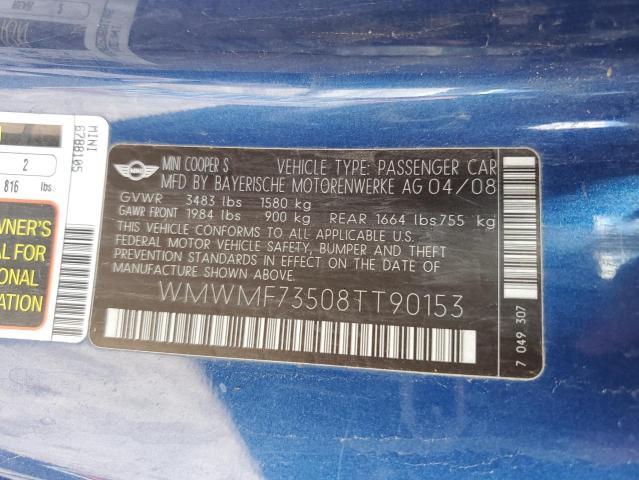 MINI COOPER S VEHICLE TYPE: PASSENGER CAR
MFD BY BAYERISCHE MOTORENWERKE AG 04/08
GVWR 3483 lbs 1580 kg
GAWR FRONT 1984 lbs 900 kg REAR 1664 lbs 755 kg
THIS VEHICLE CONFORMS TO ALL APPLICABLE U.S.
FEDERAL MOTOR VEHICLE SAFETY, BUMPER AND THEFT
PREVENTION STANDARDS IN EFFECT ON THE DATE OF
MANUFACTURE SHOWN ABOVE.
WMWMF73508TT90153
7 049 307
MINI
6788105
2
816 lbs.
OWNER'S
AL FOR
ONAL
ATION